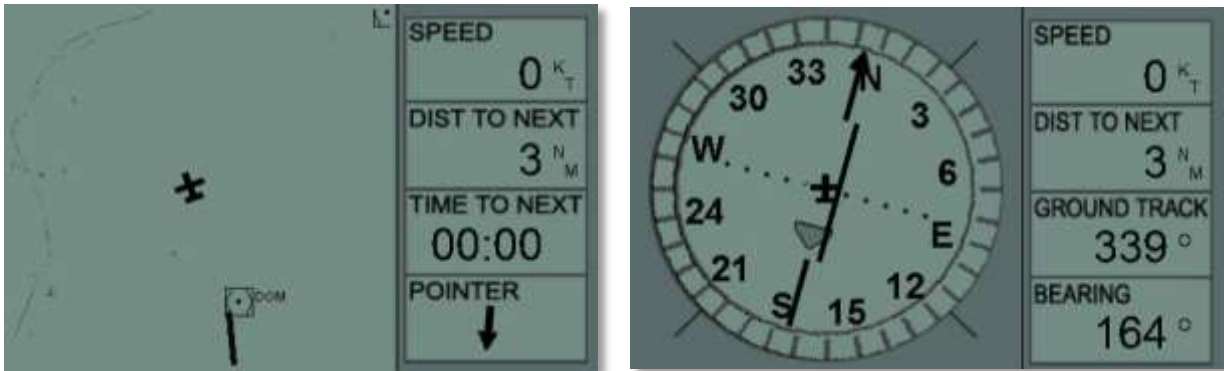 SPEED
0 KT
DIST TO NEXT
3 NM
TIME TO NEXT
00:00
POINTER
33
N
30
3
W
6
24
E
21
12
S
15
SPEED
0 KT
DIST TO NEXT
3 NM
GROUND TRACK
339 °
BEARING
164 °